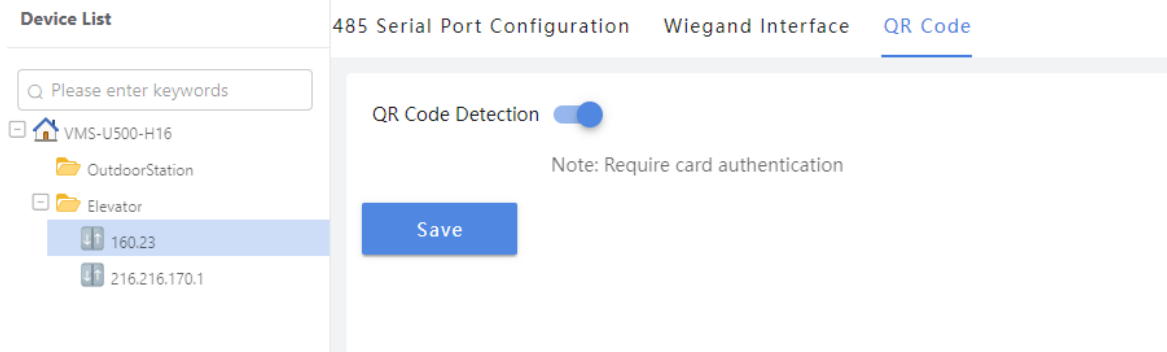 Device List
Please enter keywords
VMS-U500-H16
OutdoorStation
Elevator
160.23
216.216.170.1
485 Serial Port Configuration Wiegand Interface QR Code
QR Code Detection
Note: Require card authentication
Save